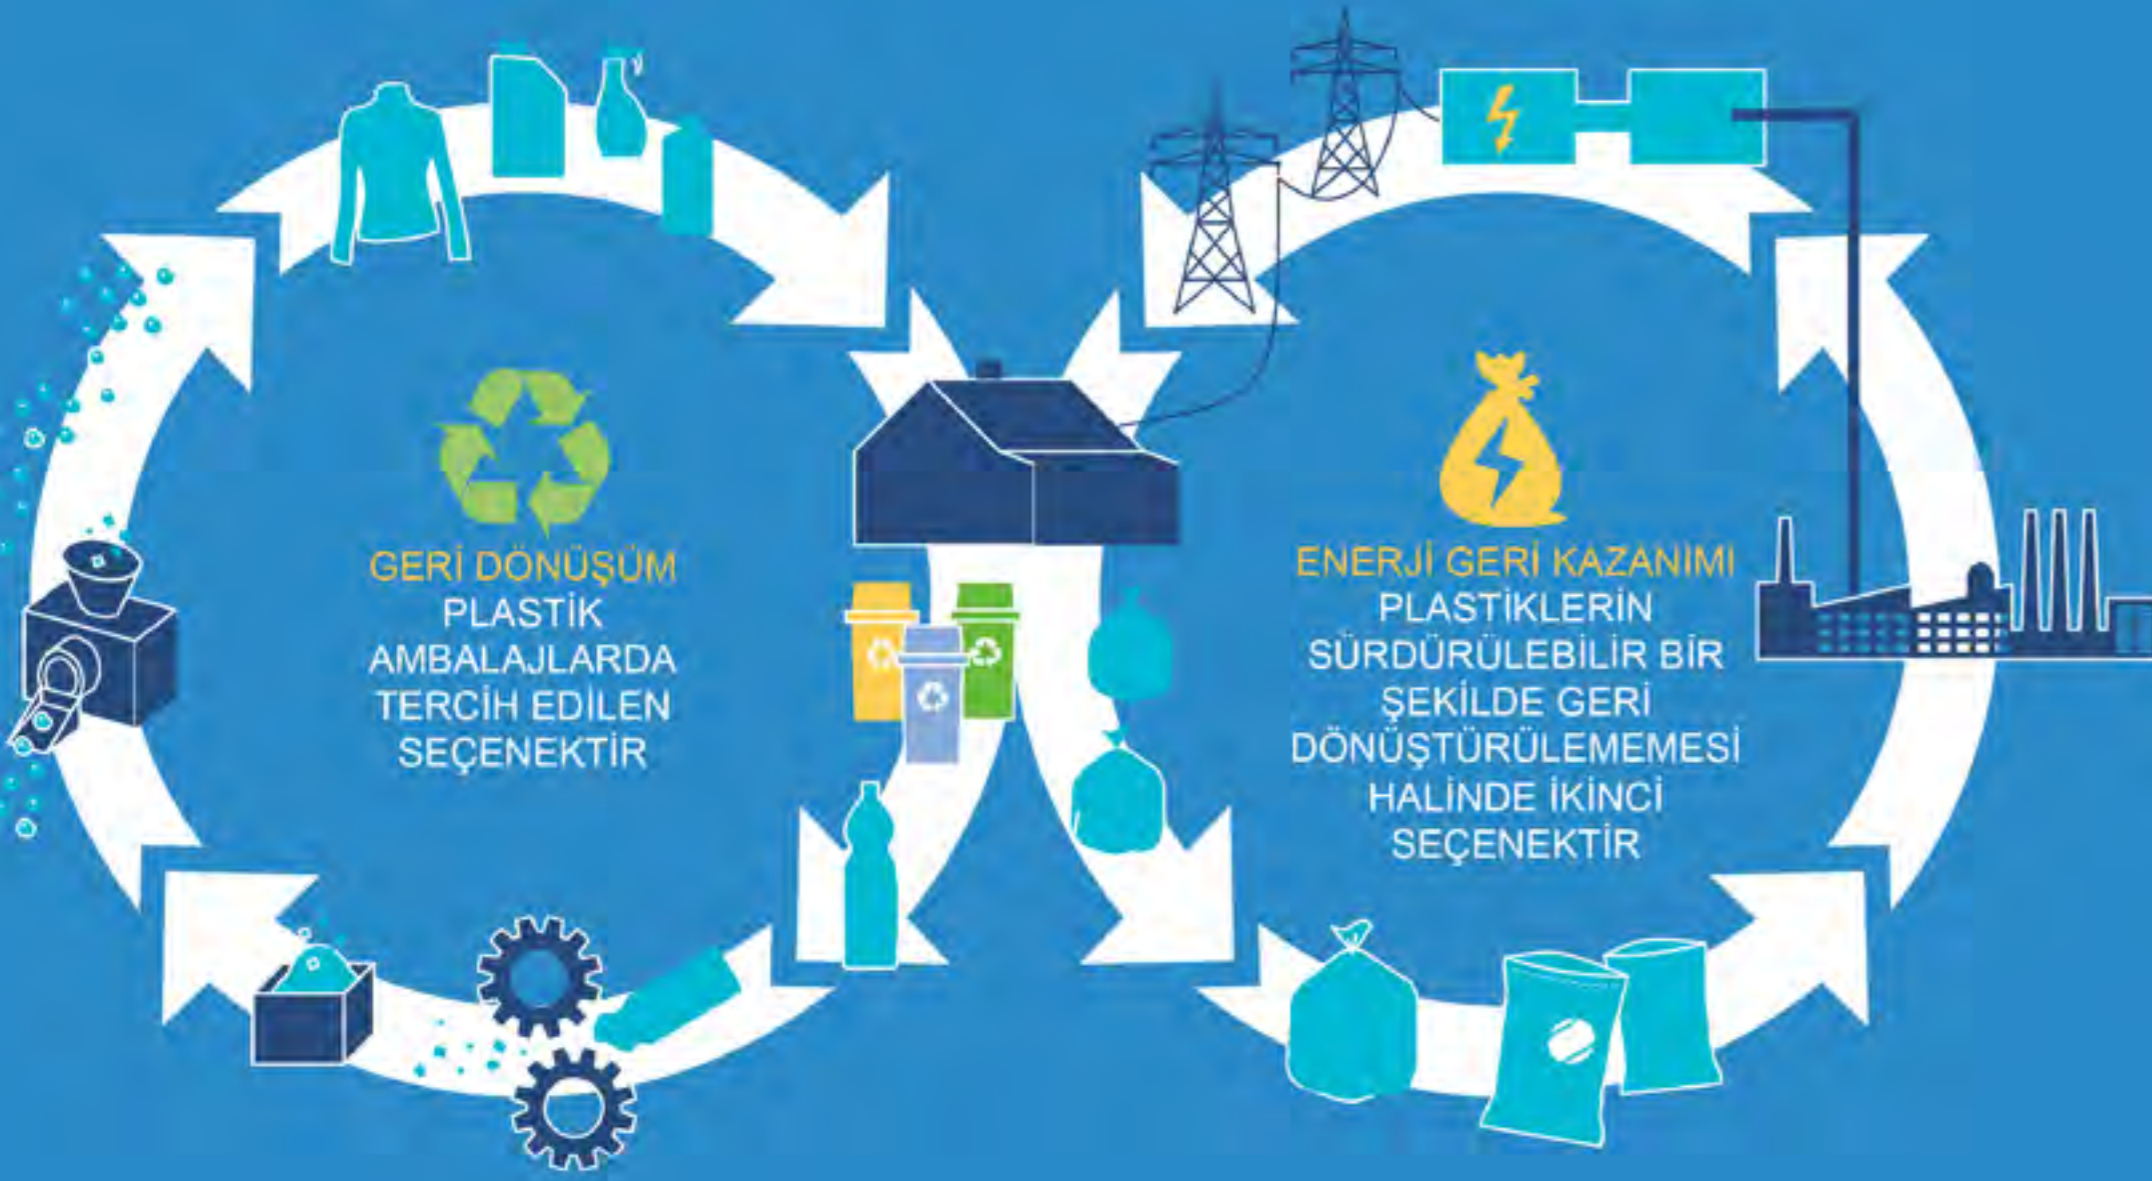 GERİ DÖNÜŞÜM
PLASTİK
AMBALAJLARDA
TERCİH EDİLEN
SEÇENEKTİR
ENERJİ GERİ KAZANIMI
PLASTİKLERİN
SÜRDÜRÜLEBİLİR BİR
ŞEKİLDE GERİ
DÖNÜŞTÜRÜLEMEMESİ
HALİNDE İKİNCİ
SEÇENEKTİR